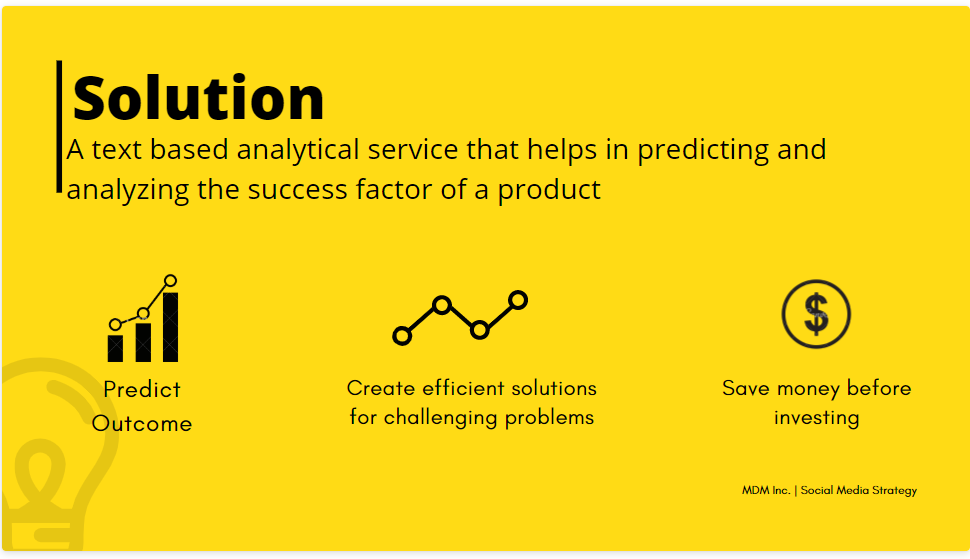 Solution
A text based analytical service that helps in predicting and
analyzing the success factor of a product
Predict
Outcome
Create efficient solutions
for challenging problems
$
Save money before
investing
MDM Inc. | Social Media Strategy